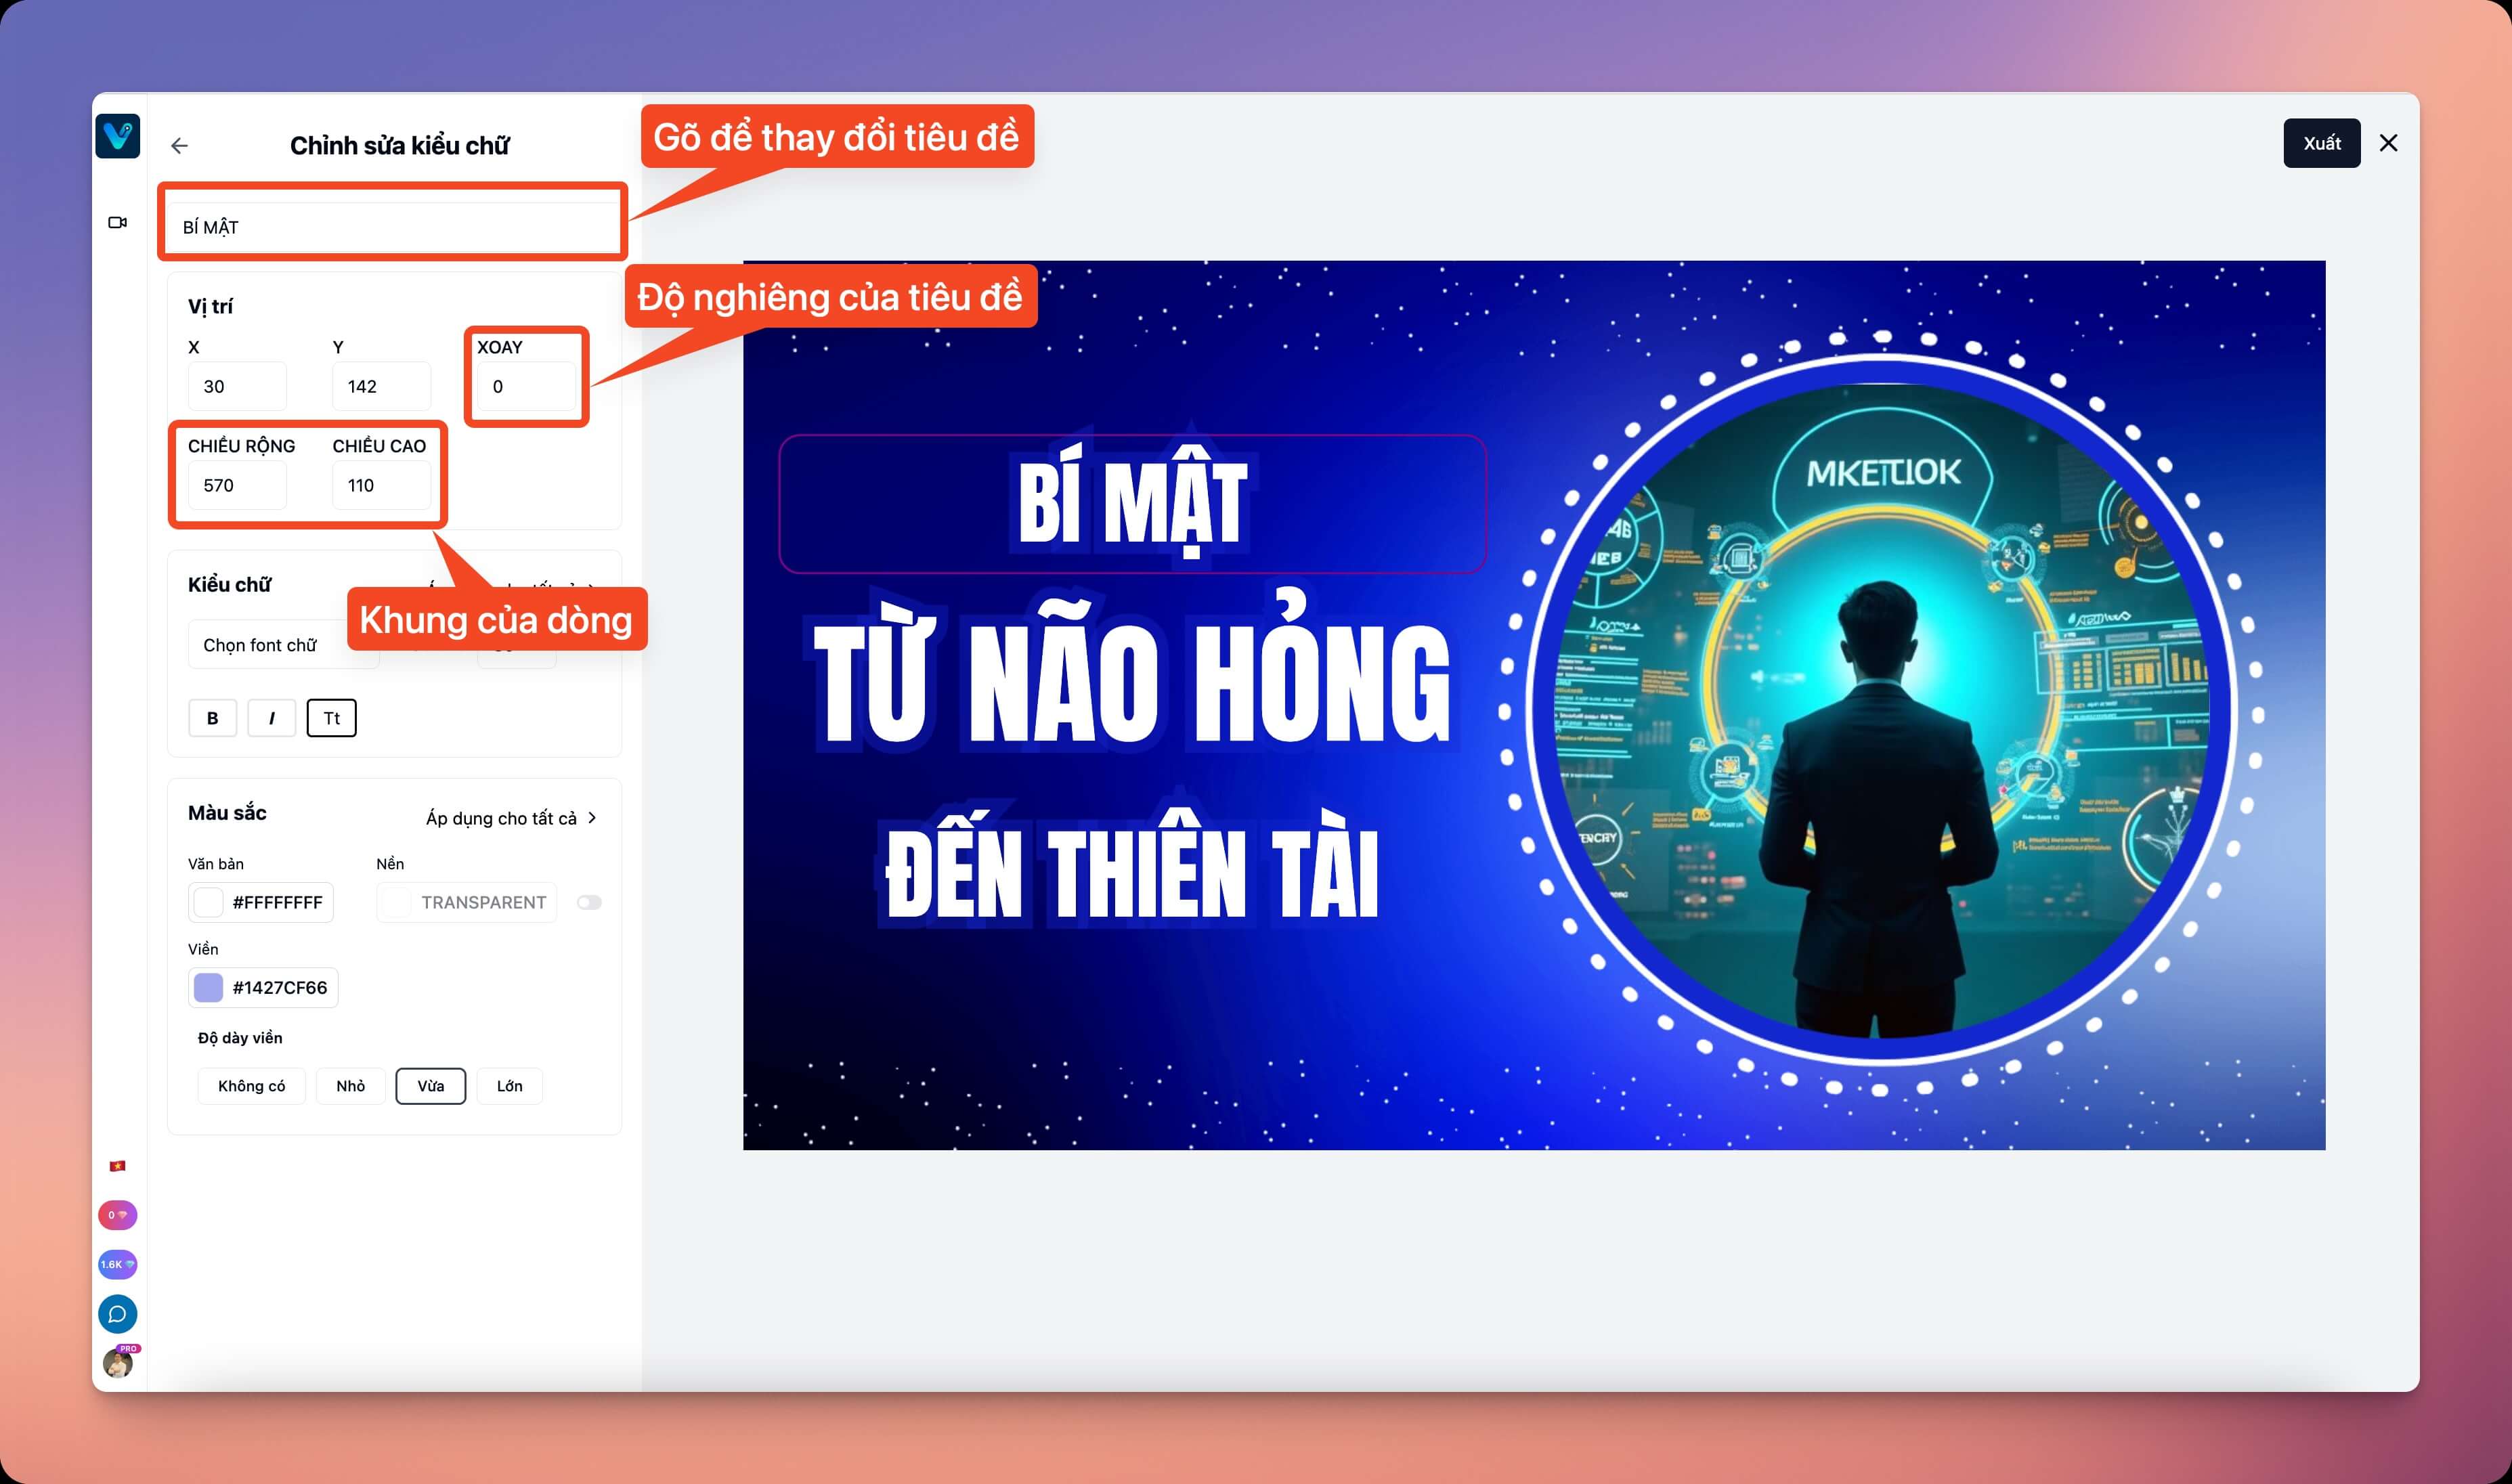 Chỉnh sửa kiểu chữ
Gõ để thay đổi tiêu đề
Xuất
BÍ MẬT
Độ nghiêng của tiêu đề
Vị trí
X
Y
XOAY
30
142
0
CHIỀU RỘNG
CHIỀU CAO
570
110
Kiểu chữ
Khung của dòng
Chọn font chữ
B
I
Tt
Màu sắc
Áp dụng cho tất cả
Văn bản
Nền
#FFFFFFFF
TRANSPARENT
Viền
#1427CF66
Độ dày viền
Không có
Nhỏ
Vừa
Lớn
0
1.6K
PRO
BÍ MẬT
TỪ NÃO HỎNG
ĐẾN THIÊN TÀI